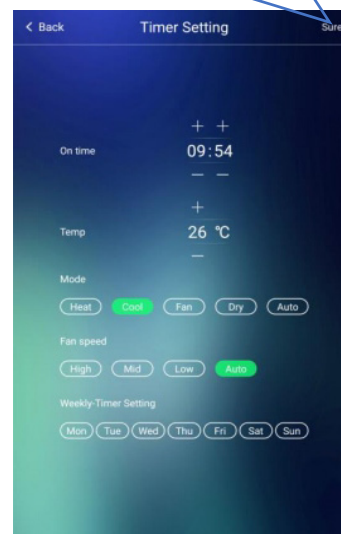 Back Timer Setting Sure
On time 09:54
Temp 26 °C
Mode
Heat Cool Fan Dry Auto
Fan speed
High Mid Low Auto
Weekly-Timer Setting
Mon Tue Wed Thu Fri Sat Sun